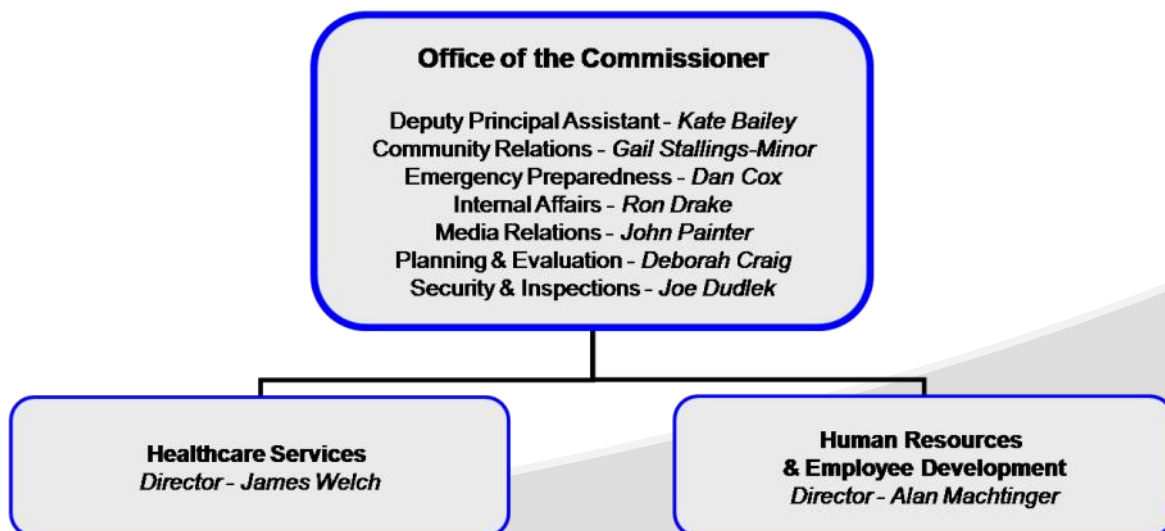 Office of the Commissioner
Deputy Principal Assistant - Kate Bailey
Community Relations - Gail Stallings-Minor
Emergency Preparedness - Dan Cox
Internal Affairs - Ron Drake
Media Relations - John Painter
Planning & Evaluation - Deborah Craig
Security & Inspections - Joe Dudlek
Healthcare Services
Director - James Welch
Human Resources
& Employee Development
Director - Alan Machtinger